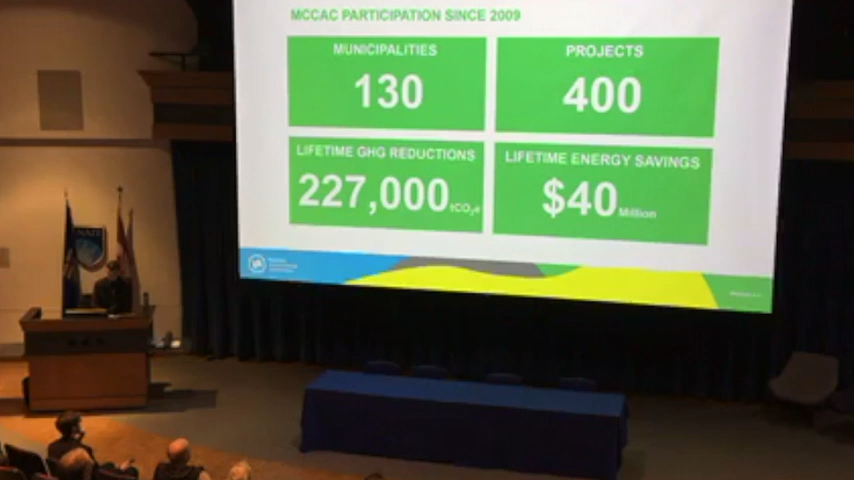 MCCAC PARTICIPATION SINCE 2009
MUNICIPALITIES
130
PROJECTS
400
LIFETIME GHG REDUCTIONS
227,000 tCO₂e
LIFETIME ENERGY SAVINGS
$40 Million
NAIT